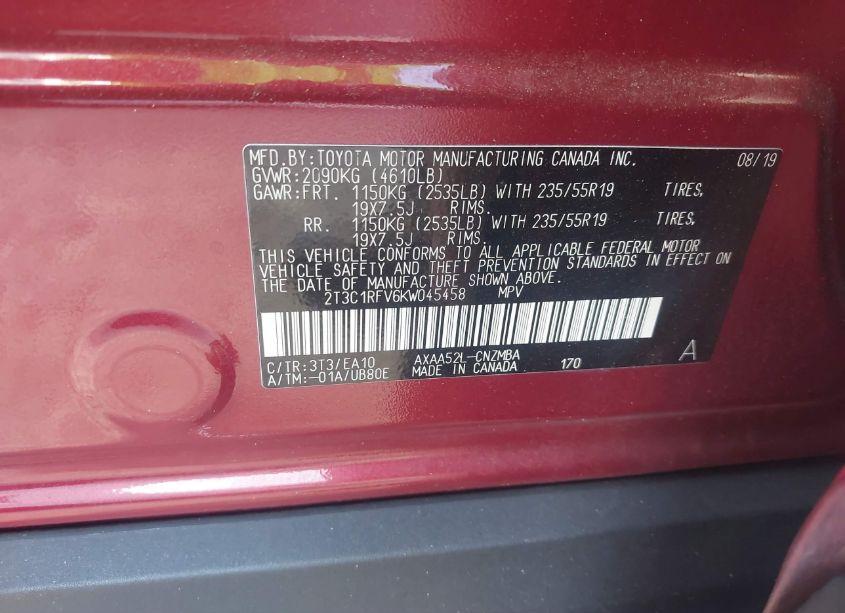 MFD.BY:TOYOTA MOTOR MANUFACTURING CANADA INC. 08/19
GVWR:2090KG (4610LB)
GAWR:FRT. 1150KG (2535LB) WITH 235/55R19 TIRES,
19X7.5J RIMS.
RR. 1150KG (2535LB) WITH 235/55R19 TIRES,
19X7.5J RIMS.
THIS VEHICLE CONFORMS TO ALL APPLICABLE FEDERAL MOTOR
VEHICLE SAFETY AND THEFT PREVENTION STANDARDS IN EFFECT ON
THE DATE OF MANUFACTURE SHOWN ABOVE.
2T3C1RFV6KW045458 MPV
C/TR:3T3/EA10 AXAA52L-CNZMBA
A/TM:-01A/UB80E MADE IN CANADA 170 A